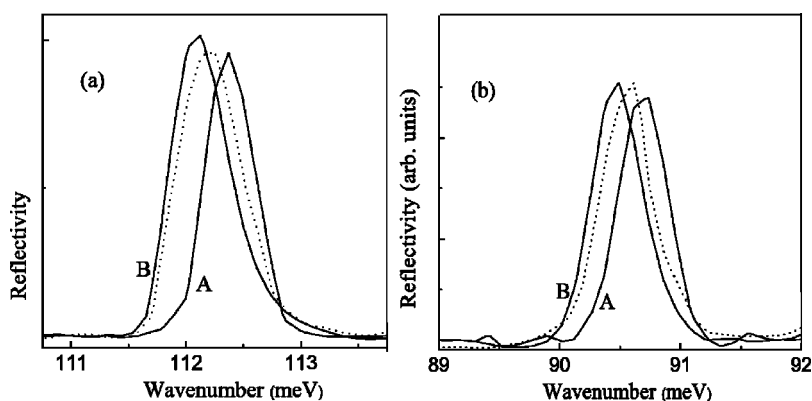 (a)
Reflectivity
B
A
111 112 113
Wavenumber (meV)
(b)
Reflectivity (arb. units)
B
A
89 90 91 92
Wavenumber (meV)